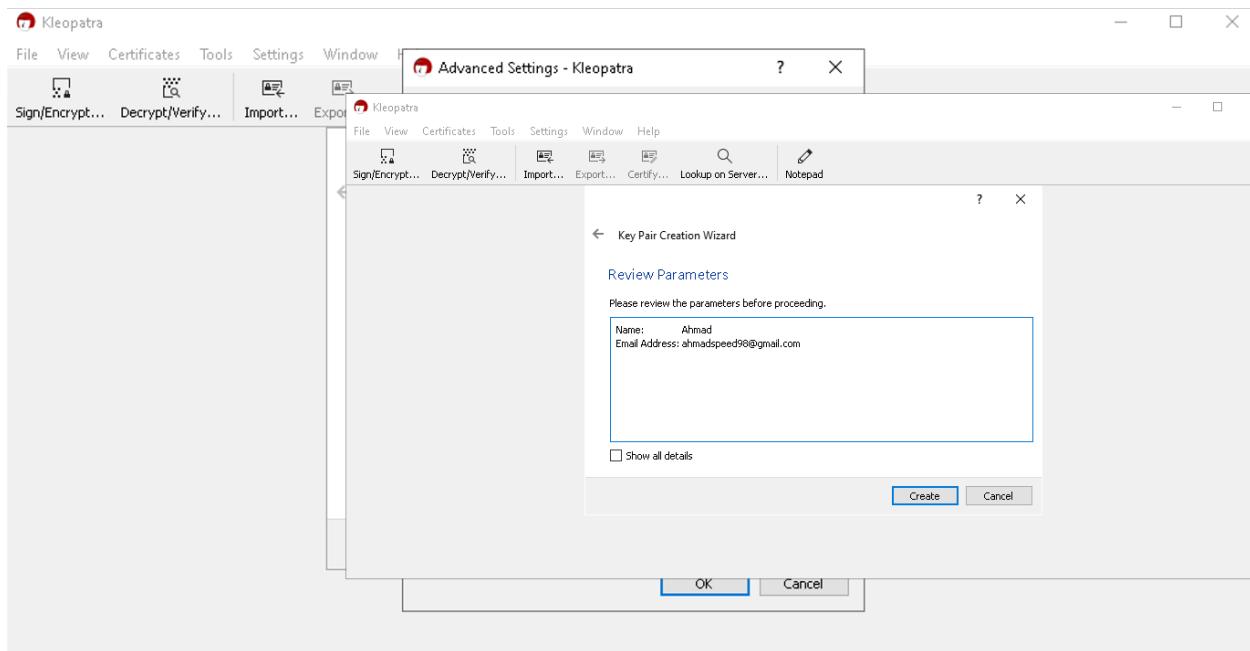 Kleopatra
File View Certificates Tools Settings Window
Sign/Encrypt... Decrypt/Verify... Import...
Advanced Settings - Kleopatra ?
OK Cancel
Kleopatra
File View Certificates Tools Settings Window Help
Sign/Encrypt... Decrypt/Verify... Import... Export... Certify... Lookup on Server... Notepad
?
Key Pair Creation Wizard
Review Parameters
Please review the parameters before proceeding.
Name: Ahmad
Email Address: ahmadspeed98@gmail.com
Show all details
Create Cancel